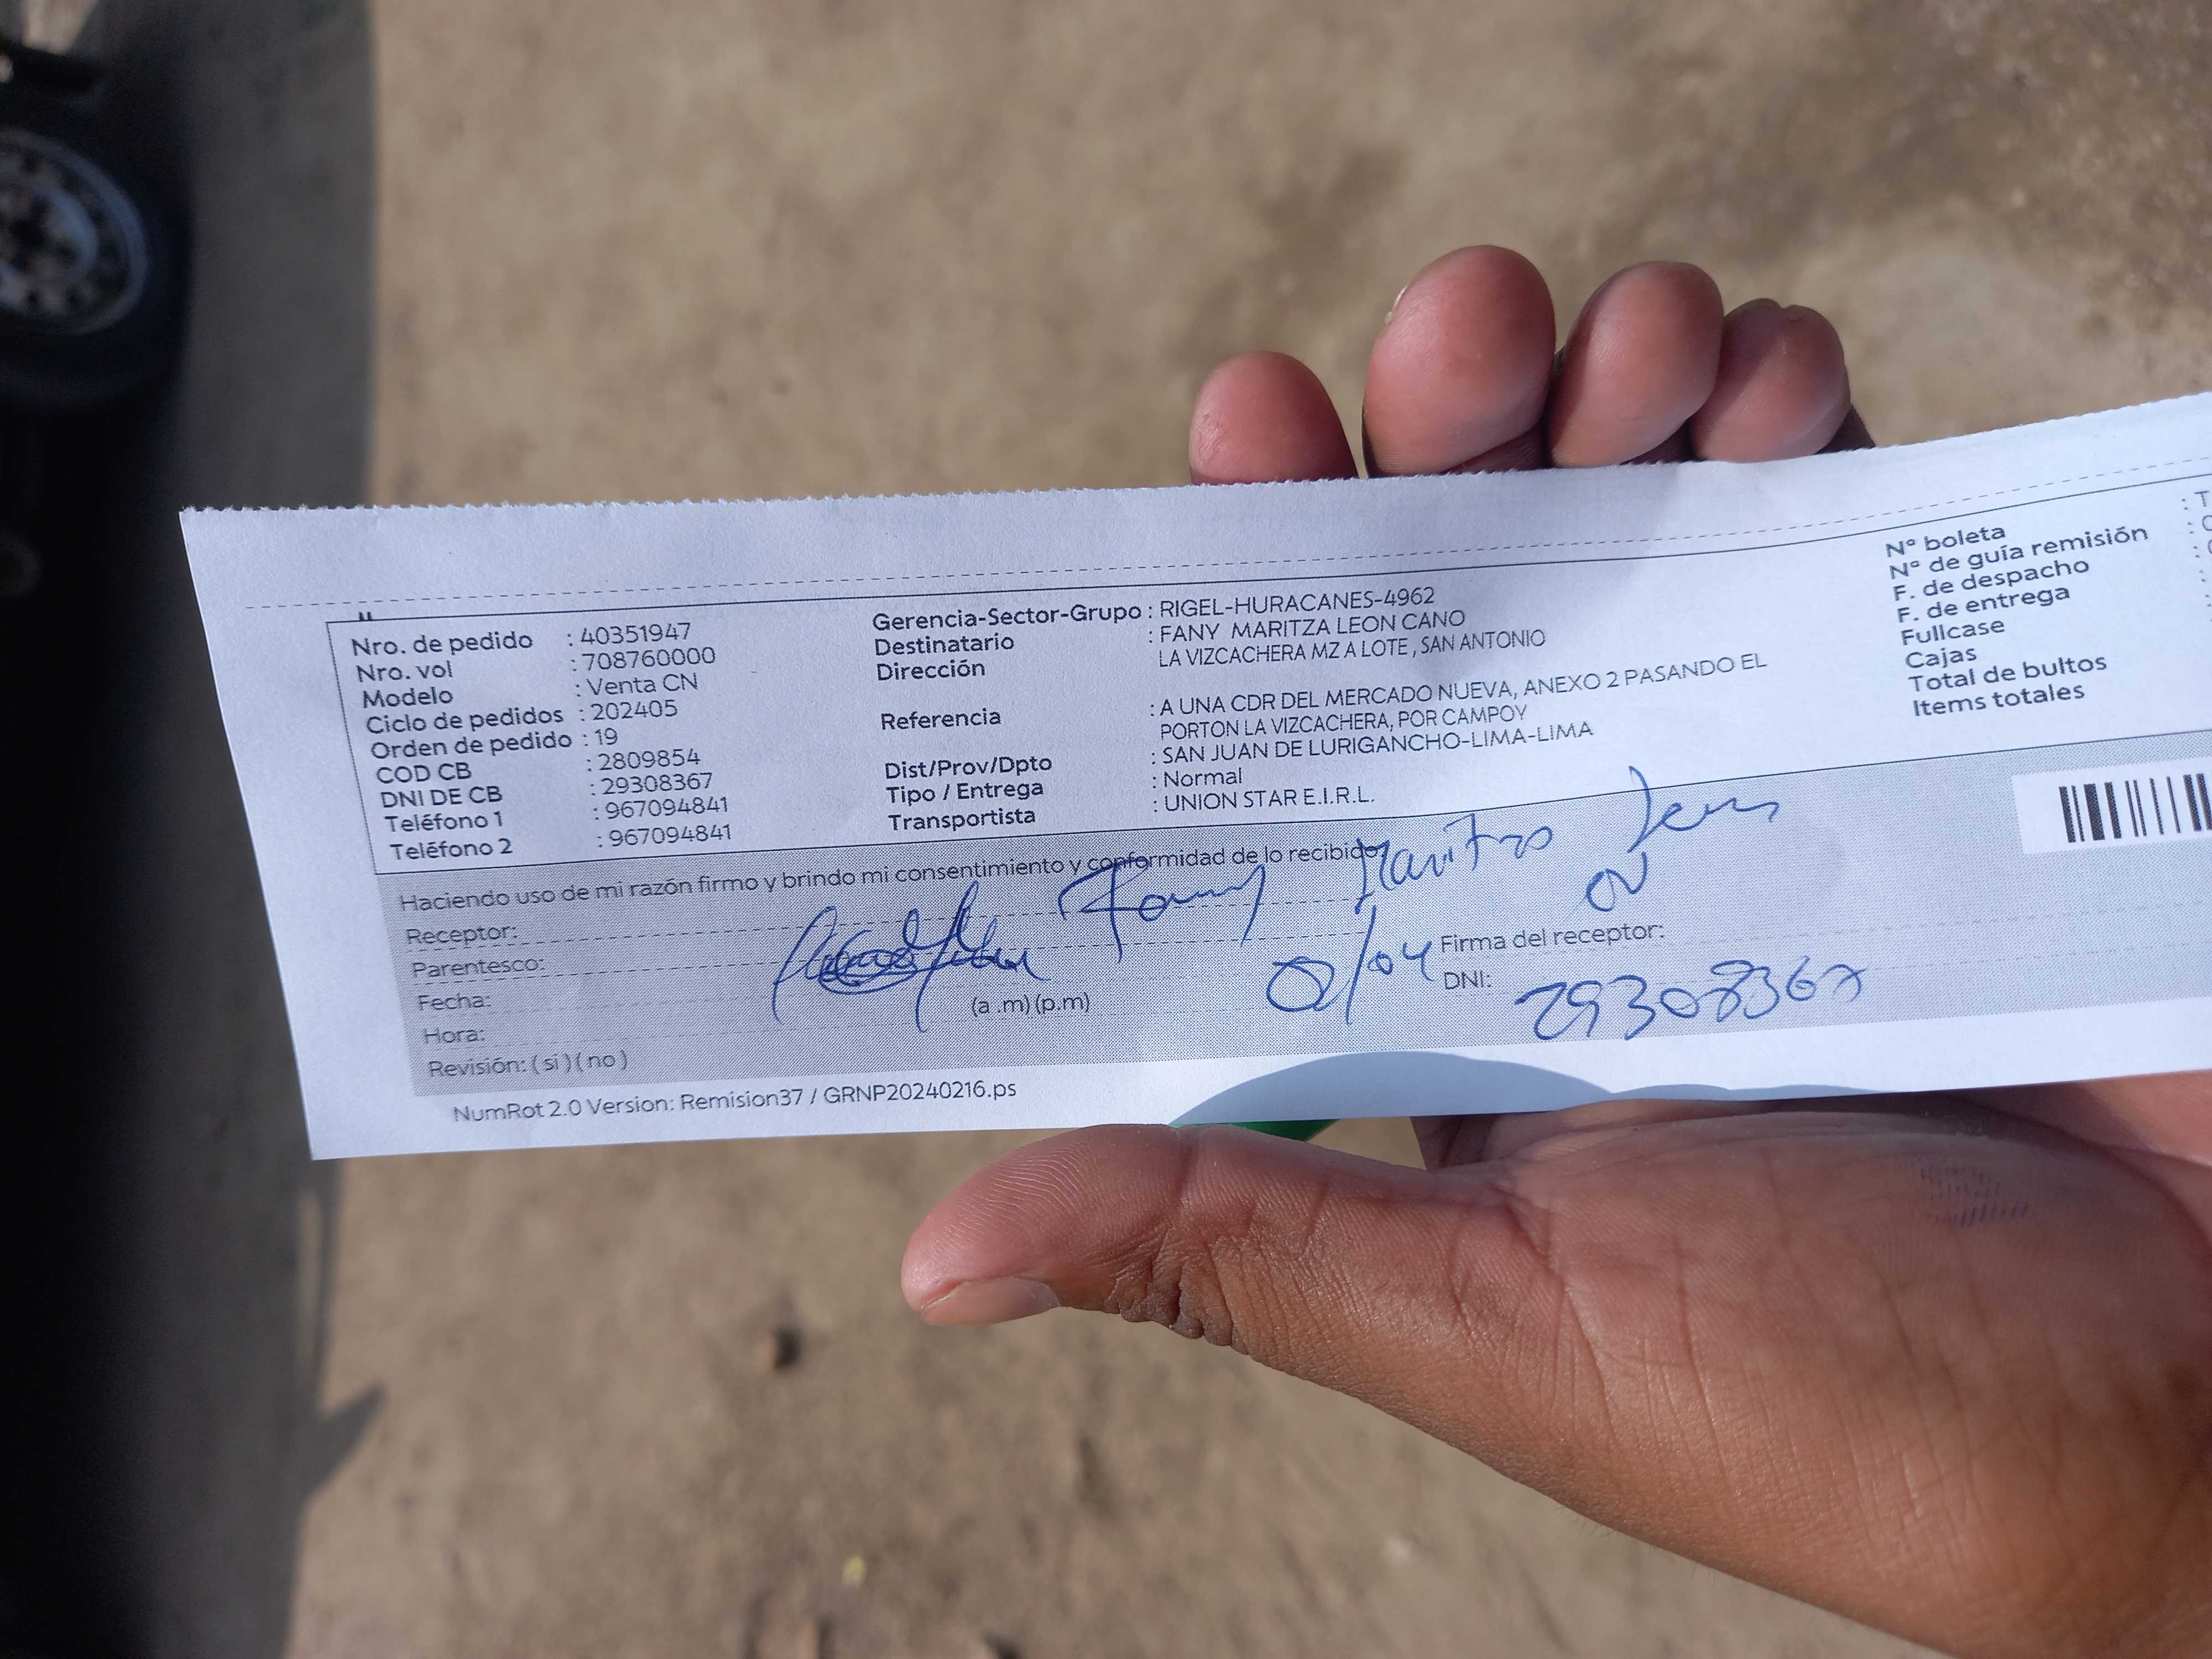 Nro. de pedido : 40351947
Nro. vol : 708760000
Modelo : Venta CN
Ciclo de pedidos : 202405
Orden de pedido : 19
COD CB : 2809854
DNI DE CB : 29308367
Teléfono 1 : 967094841
Teléfono 2 : 967094841
Gerencia-Sector-Grupo : RIGEL-HURACANES-4962
Destinatario : FANY MARITZA LEON CANO
Dirección LA VIZCACHERA MZ A LOTE , SAN ANTONIO
Referencia : A UNA CDR DEL MERCADO NUEVA, ANEXO 2 PASANDO EL
PORTON LA VIZCACHERA, POR CAMPOY
Dist/Prov/Dpto : SAN JUAN DE LURIGANCHO-LIMA-LIMA
Tipo / Entrega : Normal
Transportista : UNION STAR E.I.R.L.
N° boleta : T
N° de guía remisión :
F. de despacho :
F. de entrega
Fullcase
Cajas
Total de bultos
Items totales
Haciendo uso de mi razón firmo y brindo mi consentimiento y conformidad de lo recibido
Receptor: Fany Maritza
Parentesco:
Fecha:
Hora: (a .m) (p.m)
Revisión: ( si ) ( no )
Firma del receptor:
DNI: 29308367
NumRot 2.0 Version: Remision37 / GRNP20240216.ps